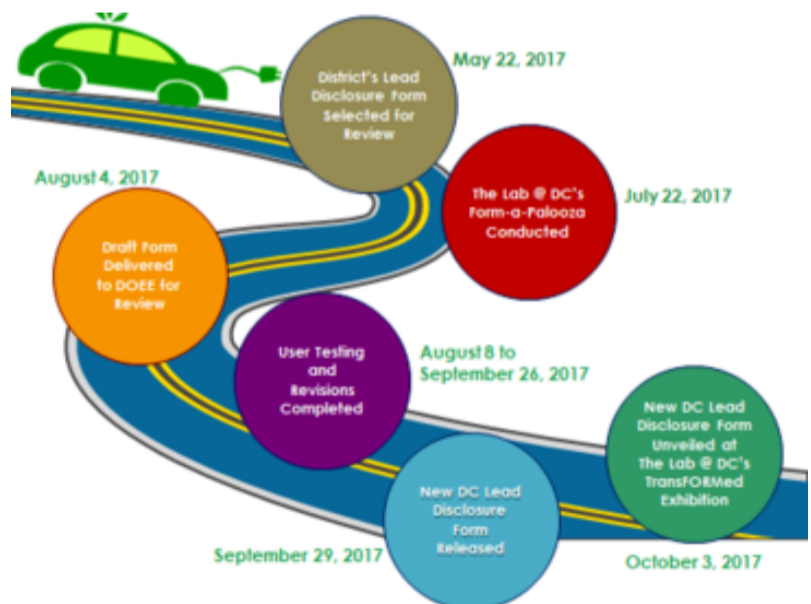 May 22, 2017
District's Lead
Disclosure Form
Selected for
Review
July 22, 2017
The Lab @ DC's
Form-a-Palooza
Conducted
August 4, 2017
Draft Form
Delivered
to DOEE for
Review
August 8 to
September 26, 2017
User Testing
and
Revisions
Completed
September 29, 2017
New DC Lead
Disclosure
Form
Released
New DC Lead
Disclosure Form
Unveiled at
The Lab @ DC's
TransFORMed
Exhibition
October 3, 2017